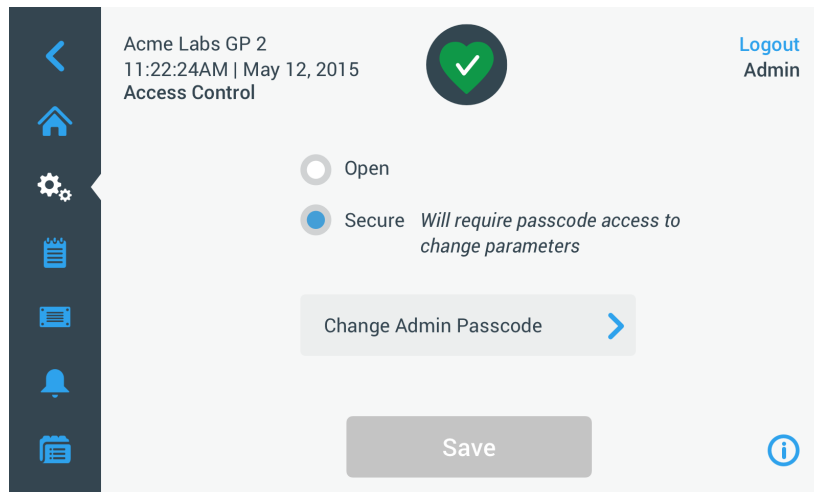 Acme Labs GP 2
11:22:24AM | May 12, 2015
Access Control
Logout
Admin
Open
Secure Will require passcode access to
change parameters
Change Admin Passcode
Save